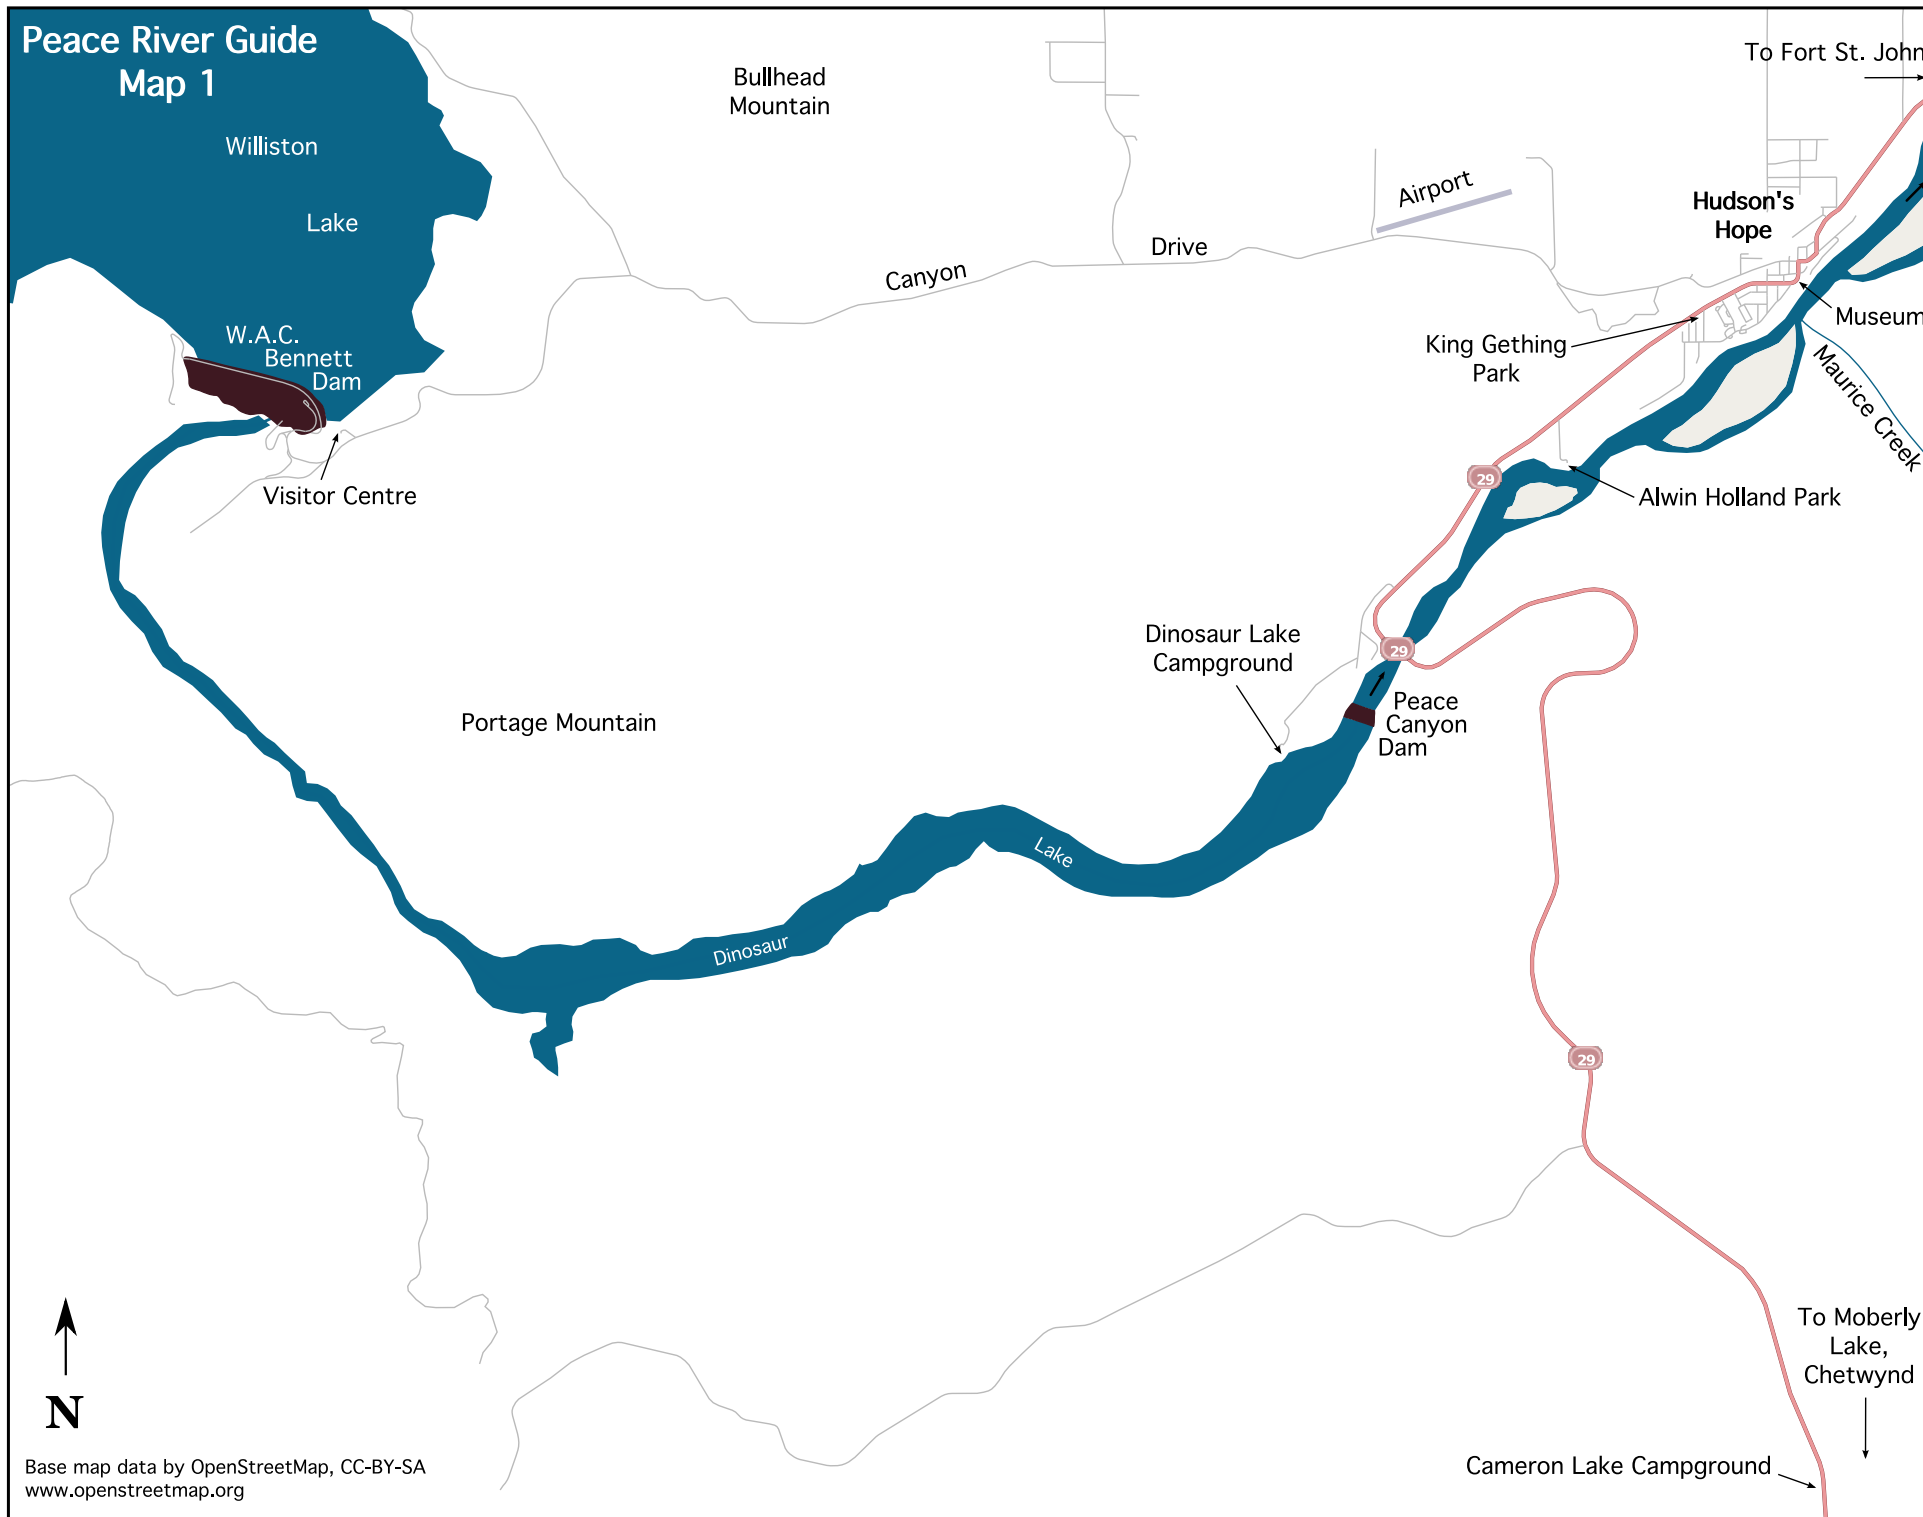 Peace River Guide
Map 1
Williston
Lake
W.A.C.
Bennett
Dam
Visitor Centre
Bullhead
Mountain
Canyon
Drive
Airport
To Fort St. John
Hudson's
Hope
Museum
King Gething
Park
Maurice Creek
29
Alwin Holland Park
Dinosaur Lake
Campground
29
Peace
Canyon
Dam
Portage Mountain
Dinosaur
Lake
29
To Moberly
Lake,
Chetwynd
Cameron Lake Campground
N
Base map data by OpenStreetMap, CC-BY-SA
www.openstreetmap.org